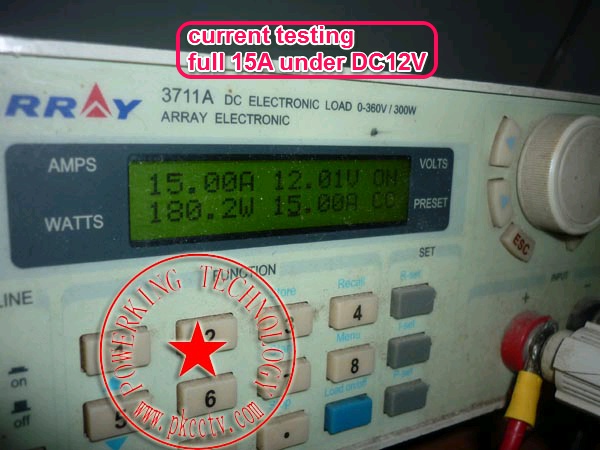 current testing
full 15A under DC12V
RRAY 3711A DC ELECTRONIC LOAD 0-360V / 300W
ARRAY ELECTRONIC
AMPS
WATTS
15.00A 12.01V ON
180.2W 15.00A CC
VOLTS
PRESET
ESC
LINE
FUNCTION
SET
INPUT
+ -
Recall
R-set
2
3
4
Menu
I-set
on
6
8
Load on/off
P-set
off
5
.
POWERKING TECHNOLOGY
www.pkcctv.com